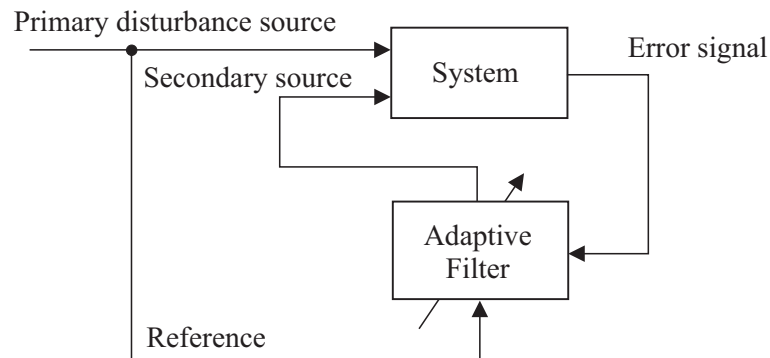 Primary disturbance source
Error signal
System
Secondary source
Adaptive
Filter
Reference